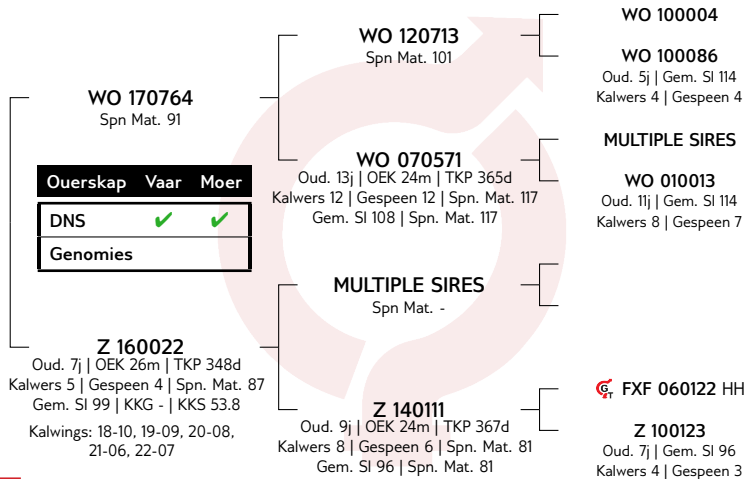 WO 170764
Spn Mat. 91
Ouerskap Vaar Moer
DNS ✔ ✔
Genomies
Z 160022
Oud. 7j | OEK 26m | TKP 348d
Kalwers 5 | Gespeen 4 | Spn. Mat. 87
Gem. SI 99 | KKG - | KKS 53.8
Kalwings: 18-10, 19-09, 20-08,
21-06, 22-07
WO 120713
Spn Mat. 101
WO 070571
Oud. 13j | OEK 24m | TKP 365d
Kalwers 12 | Gespeen 12 | Spn. Mat. 117
Gem. SI 108 | Spn. Mat. 117
MULTIPLE SIRES
Spn Mat. -
Z 140111
Oud. 9j | OEK 24m | TKP 367d
Kalwers 8 | Gespeen 6 | Spn. Mat. 81
Gem. SI 96 | Spn. Mat. 81
WO 100004
WO 100086
Oud. 5j | Gem. SI 114
Kalwers 4 | Gespeen 4
MULTIPLE SIRES
WO 010013
Oud. 11j | Gem. SI 114
Kalwers 8 | Gespeen 7
GT FXF 060122 HH
Z 100123
Oud. 7j | Gem. SI 96
Kalwers 4 | Gespeen 3